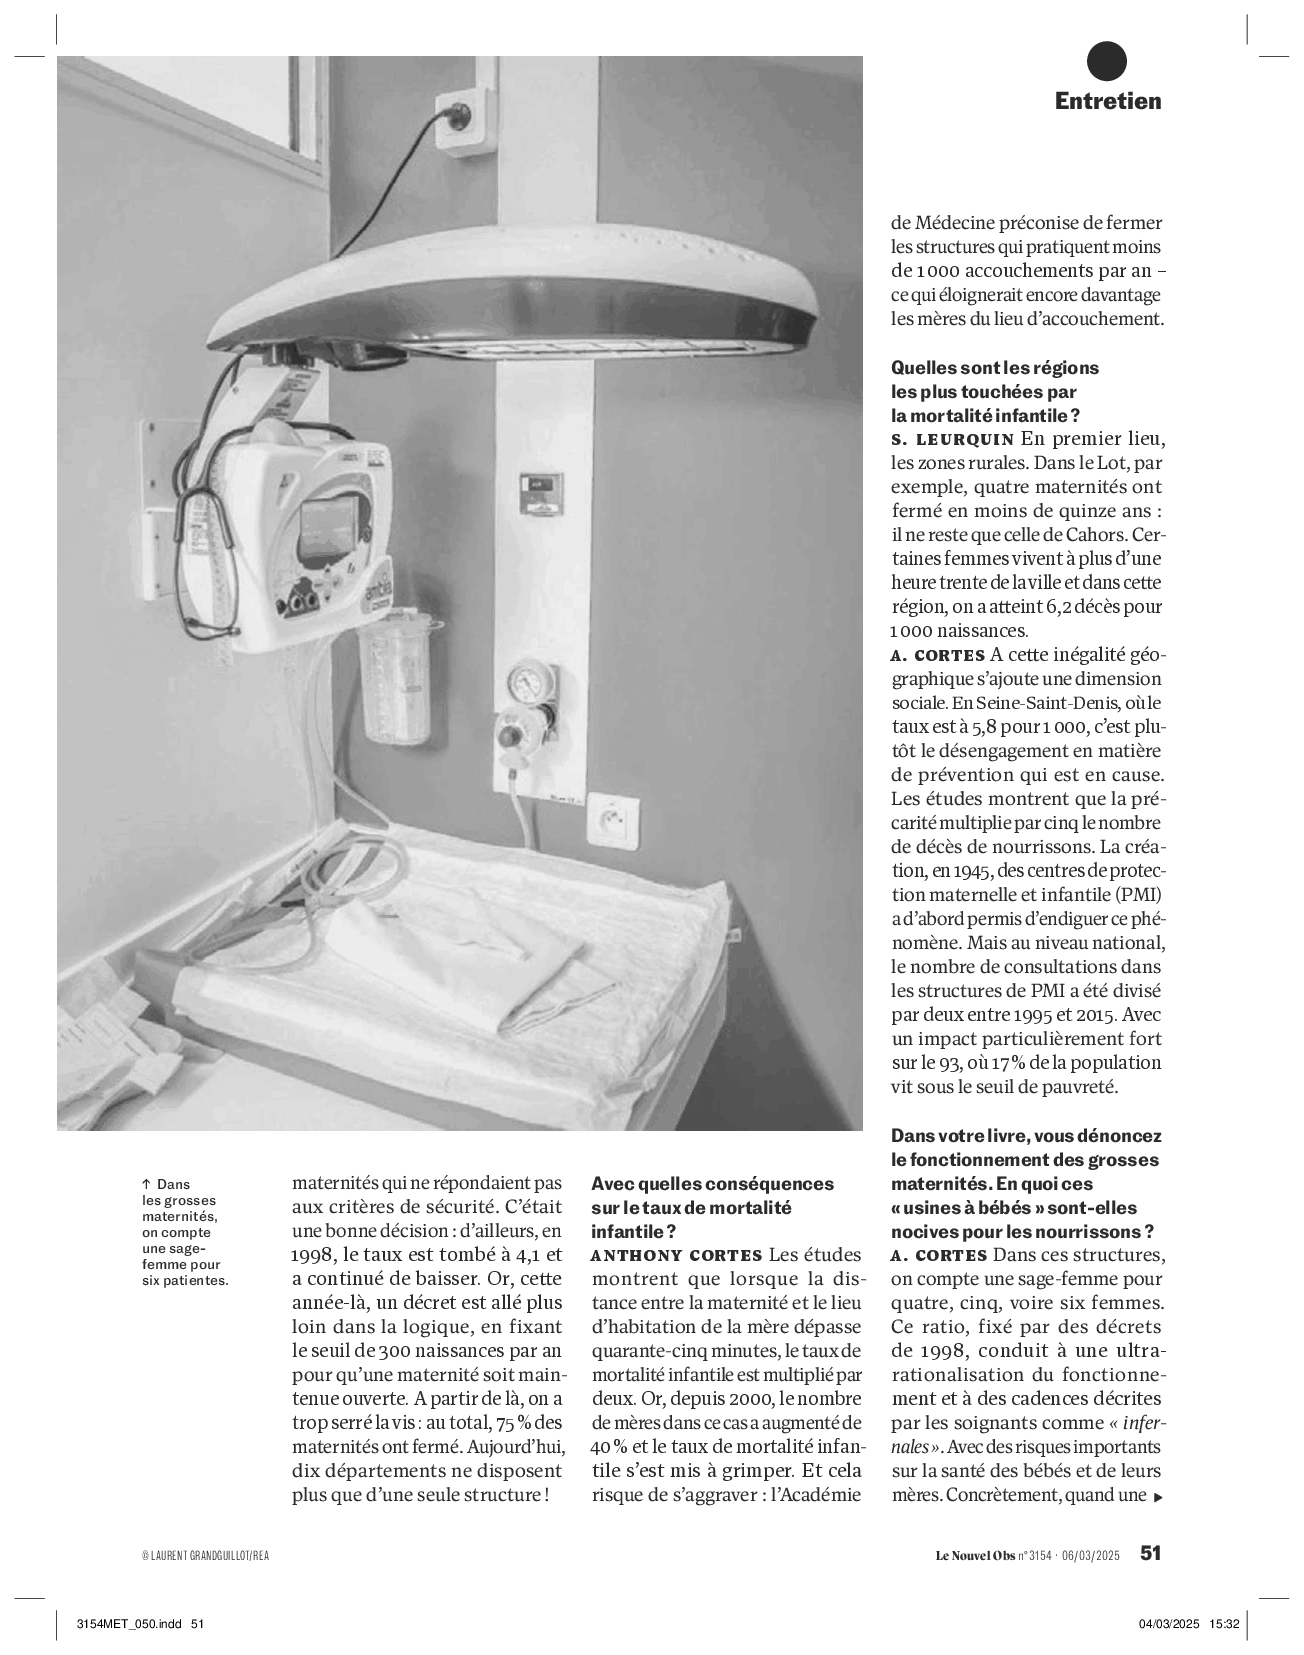 Entretien
↑ Dans
les grosses
maternités,
on compte
une sage-
femme pour
six patientes.
maternités qui ne répondaient pas
aux critères de sécurité. C’était
une bonne décision : d’ailleurs, en
1998, le taux est tombé à 4,1 et
a continué de baisser. Or, cette
année-là, un décret est allé plus
loin dans la logique, en fixant
le seuil de 300 naissances par an
pour qu’une maternité soit main-
tenue ouverte. A partir de là, on a
trop serré la vis : au total, 75 % des
maternités ont fermé. Aujourd’hui,
dix départements ne disposent
plus que d’une seule structure !
Avec quelles conséquences
sur le taux de mortalité
infantile ?
ANTHONY CORTES Les études
montrent que lorsque la dis-
tance entre la maternité et le lieu
d’habitation de la mère dépasse
quarante-cinq minutes, le taux de
mortalité infantile est multiplié par
deux. Or, depuis 2000, le nombre
de mères dans ce cas a augmenté de
40 % et le taux de mortalité infan-
tile s’est mis à grimper. Et cela
risque de s’aggraver : l’Académie
de Médecine préconise de fermer
les structures qui pratiquent moins
de 1 000 accouchements par an –
ce qui éloignerait encore davantage
les mères du lieu d’accouchement.
Quelles sont les régions
les plus touchées par
la mortalité infantile ?
S. LEURQUIN En premier lieu,
les zones rurales. Dans le Lot, par
exemple, quatre maternités ont
fermé en moins de quinze ans :
il ne reste que celle de Cahors. Cer-
taines femmes vivent à plus d’une
heure trente de la ville et dans cette
région, on a atteint 6,2 décès pour
1 000 naissances.
A. CORTES A cette inégalité géo-
graphique s’ajoute une dimension
sociale. En Seine-Saint-Denis, où le
taux est à 5,8 pour 1 000, c’est plu-
tôt le désengagement en matière
de prévention qui est en cause.
Les études montrent que la pré-
carité multiplie par cinq le nombre
de décès de nourrissons. La créa-
tion, en 1945, des centres de protec-
tion maternelle et infantile (PMI)
a d’abord permis d’endiguer ce phé-
nomène. Mais au niveau national,
le nombre de consultations dans
les structures de PMI a été divisé
par deux entre 1995 et 2015. Avec
un impact particulièrement fort
sur le 93, où 17 % de la population
vit sous le seuil de pauvreté.
Dans votre livre, vous dénoncez
le fonctionnement des grosses
maternités. En quoi ces
« usines à bébés » sont-elles
nocives pour les nourrissons ?
A. CORTES Dans ces structures,
on compte une sage-femme pour
quatre, cinq, voire six femmes.
Ce ratio, fixé par des décrets
de 1998, conduit à une ultra-
rationalisation du fonctionne-
ment et à des cadences décrites
par les soignants comme « infer-
nales ». Avec des risques importants
sur la santé des bébés et de leurs
mères. Concrètement, quand une ▶
© LAURENT GRANDGUILLOT/REA
Le Nouvel Obs n° 3154 · 06/03/2025 51
3154MET_050.indd 51
04/03/2025 15:32
ambia